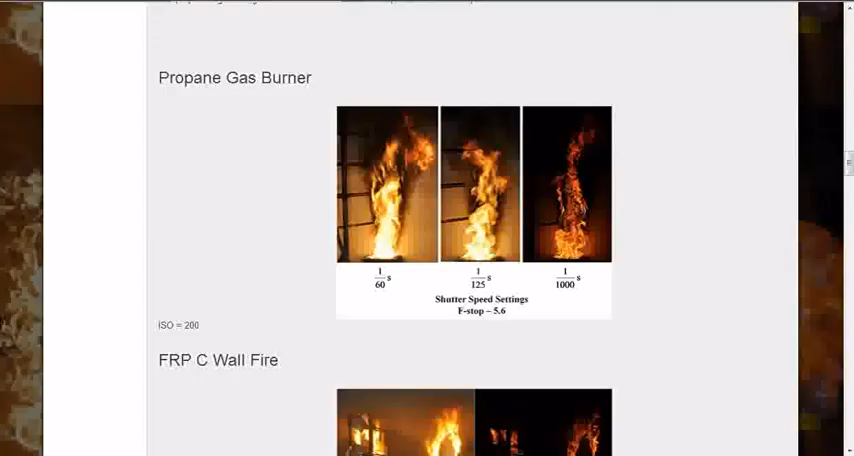 Propane Gas Burner
1/60 s 1/125 s 1/1000 s
Shutter Speed Settings
F-stop – 5.6
ISO = 200
FRP C Wall Fire